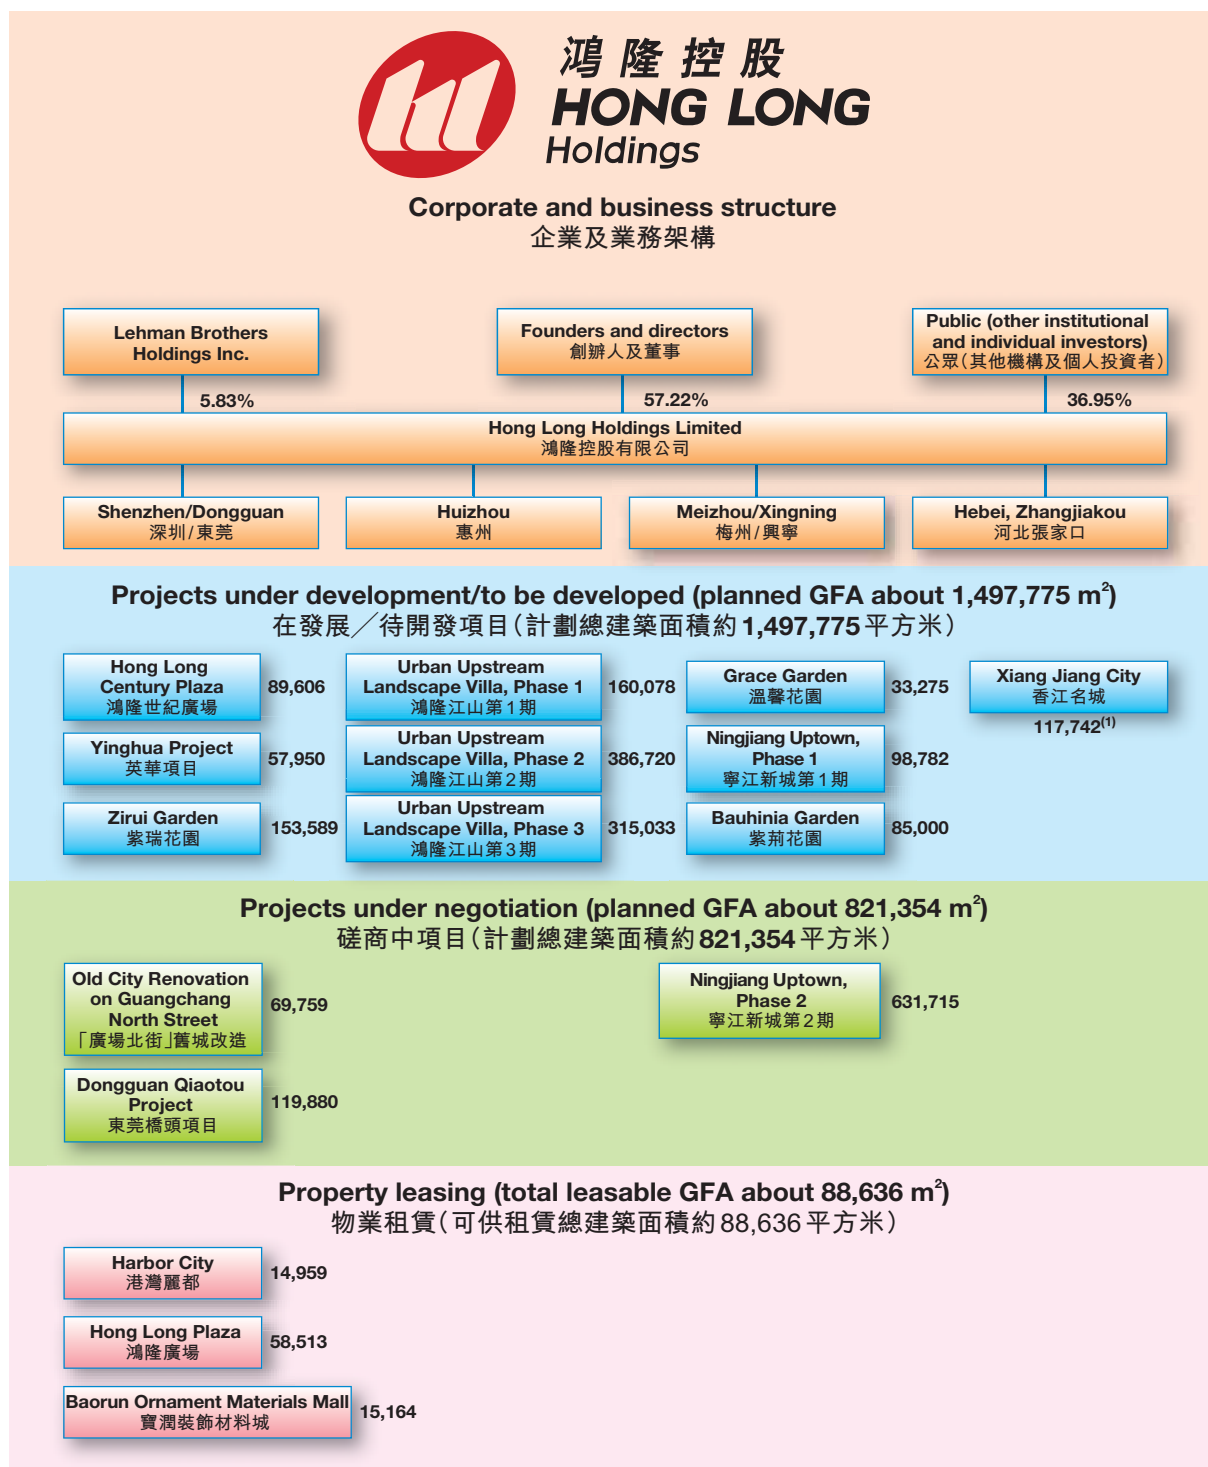 鴻隆控股
HONG LONG
Holdings
Corporate and business structure
企業及業務架構
Lehman Brothers
Holdings Inc.
Founders and directors
創辦人及董事
Public (other institutional
and individual investors)
公眾(其他機構及個人投資者)
5.83%
57.22%
36.95%
Hong Long Holdings Limited
鴻隆控股有限公司
Shenzhen/Dongguan
深圳/東莞
Huizhou
惠州
Meizhou/Xingning
梅州/興寧
Hebei, Zhangjiakou
河北張家口
Projects under development/to be developed (planned GFA about 1,497,775 m²)
在發展╱待開發項目(計劃總建築面積約1,497,775平方米)
Hong Long
Century Plaza
鴻隆世紀廣場
89,606
Urban Upstream
Landscape Villa, Phase 1
鴻隆江山第1期
160,078
Grace Garden
溫馨花園
33,275
Xiang Jiang City
香江名城
117,742(1)
Yinghua Project
英華項目
57,950
Urban Upstream
Landscape Villa, Phase 2
鴻隆江山第2期
386,720
Ningjiang Uptown,
Phase 1
寧江新城第1期
98,782
Zirui Garden
紫瑞花園
153,589
Urban Upstream
Landscape Villa, Phase 3
鴻隆江山第3期
315,033
Bauhinia Garden
紫荊花園
85,000
Projects under negotiation (planned GFA about 821,354 m²)
磋商中項目(計劃總建築面積約821,354平方米)
Old City Renovation
on Guangchang
North Street
「廣場北街」舊城改造
69,759
Ningjiang Uptown,
Phase 2
寧江新城第2期
631,715
Dongguan Qiaotou
Project
東莞橋頭項目
119,880
Property leasing (total leasable GFA about 88,636 m²)
物業租賃(可供租賃總建築面積約88,636平方米)
Harbor City
港灣麗都
14,959
Hong Long Plaza
鴻隆廣場
58,513
Baorun Ornament Materials Mall
寶潤裝飾材料城
15,164